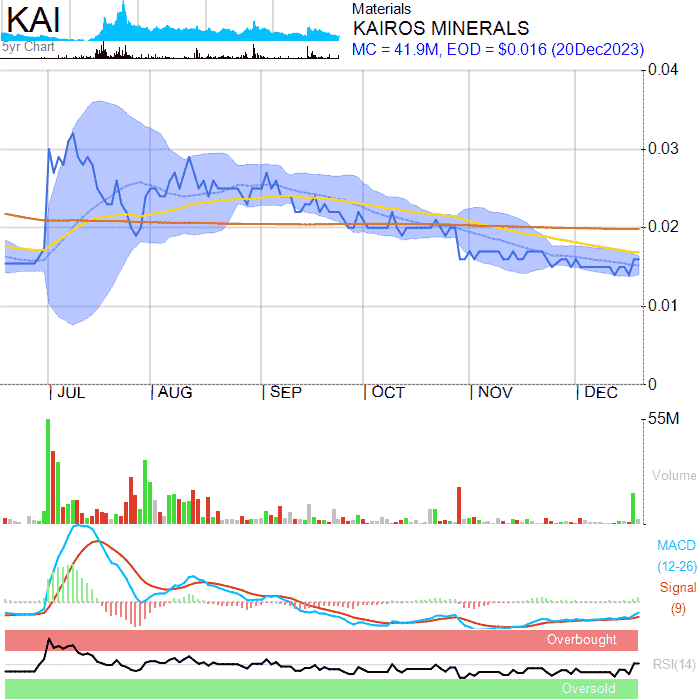 KAI
5yr Chart
Materials
KAIROS MINERALS
MC = 41.9M, EOD = $0.016 (20Dec2023)
0.04
0.03
0.02
0.01
0
JUL AUG SEP OCT NOV DEC
55M
Volume
MACD
(12-26)
Signal
(9)
Overbought
RSI(14)
Oversold